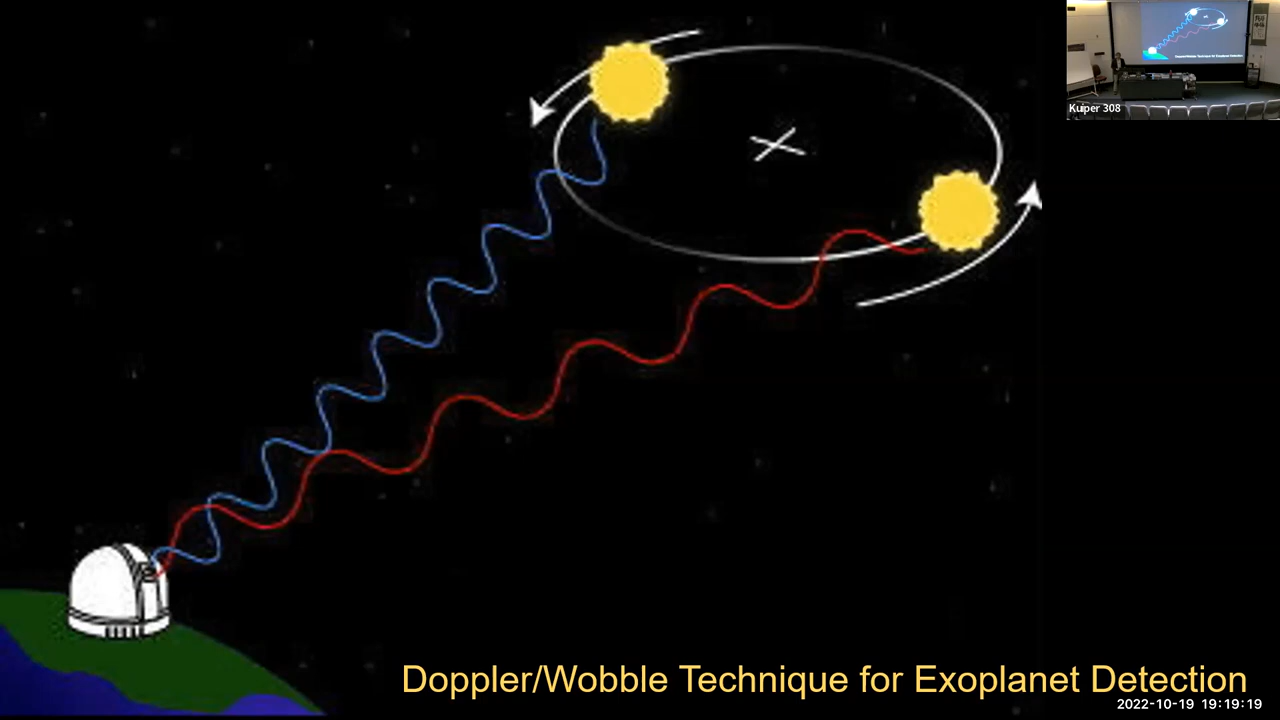 Kuiper 308
Doppler/Wobble Technique for Exoplanet Detection
2022-10-19 19:19:19